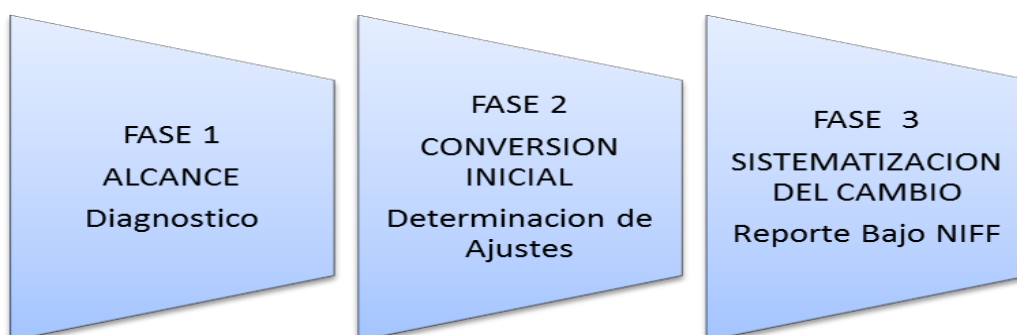 FASE 1
ALCANCE
Diagnostico
FASE 2
CONVERSION
INICIAL
Determinacion de
Ajustes
FASE 3
SISTEMATIZACION
DEL CAMBIO
Reporte Bajo NIFF